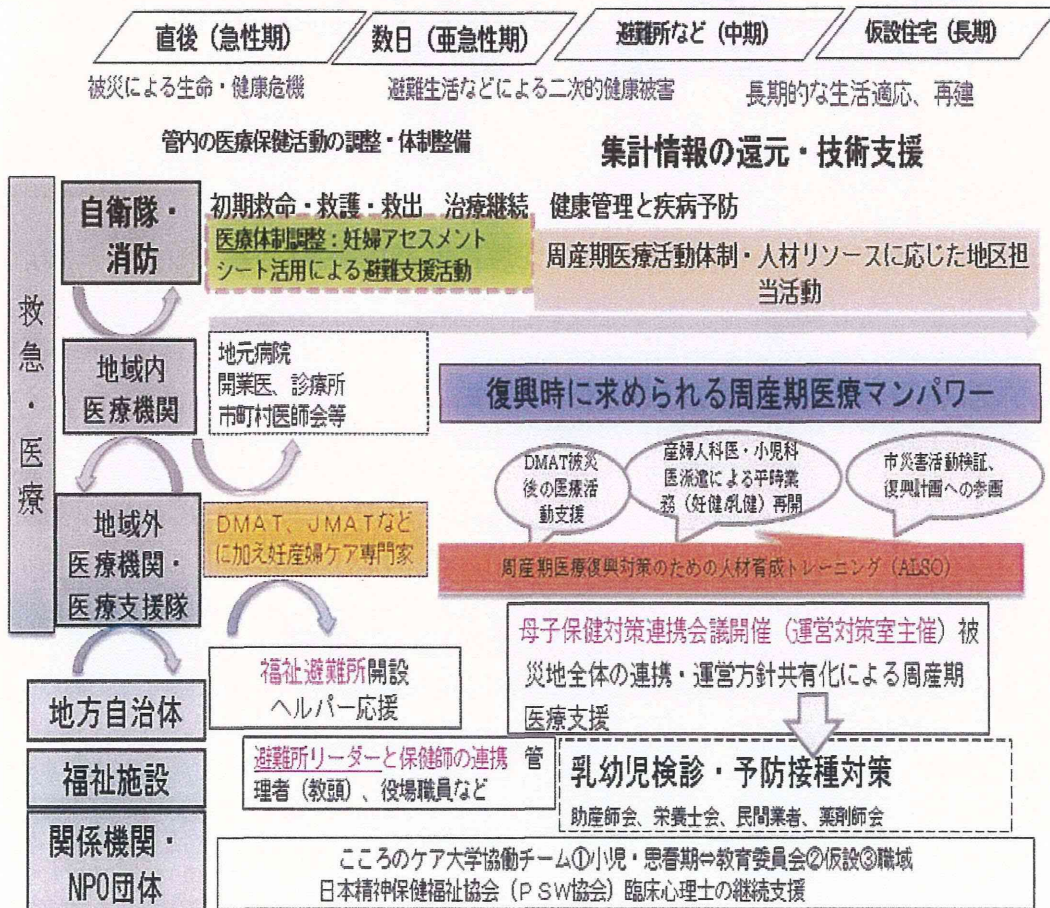 直後（急性期）
数日（亜急性期）
避難所など（中期）
仮設住宅（長期）
被災による生命・健康危機
避難生活などによる二次的健康被害
長期的な生活適応、再建
管内の医療保健活動の調整・体制整備
集計情報の還元・技術支援
救急・医療
自衛隊・
消防
初期救命・救護・救出　治療継続
健康管理と疾病予防
医療体制調整：妊婦アセスメント
シート活用による避難支援活動
周産期医療活動体制・人材リソースに応じた地区担
当活動
地域内
医療機関
地元病院
開業医、診療所
市町村医師会等
復興時に求められる周産期医療マンパワー
DMAT被災
後の医療活
動支援
産婦人科医・小児科
医派遣による平時業
務（妊健/乳健）再開
市災害活動検証、
復興計画への参画
地域外
医療機関・
医療支援隊
DMAT、JMATなど
に加え妊産婦ケア専門家
周産期医療復興対策のための人材育成トレーニング（ALSO）
母子保健対策連携会議開催（運営対策室主催）被
災地全体の連携・運営方針共有化による周産期
医療支援
地方自治体
福祉避難所開設
ヘルパー応援
福祉施設
避難所リーダーと保健師の連携　管
理者（教頭）、役場職員など
乳幼児検診・予防接種対策
助産師会、栄養士会、民間業者、薬剤師会
関係機関・
NPO団体
こころのケア大学協働チーム①小児・思春期⇔教育委員会②仮設③職域
日本精神保健福祉協会（PSW協会）臨床心理士の継続支援